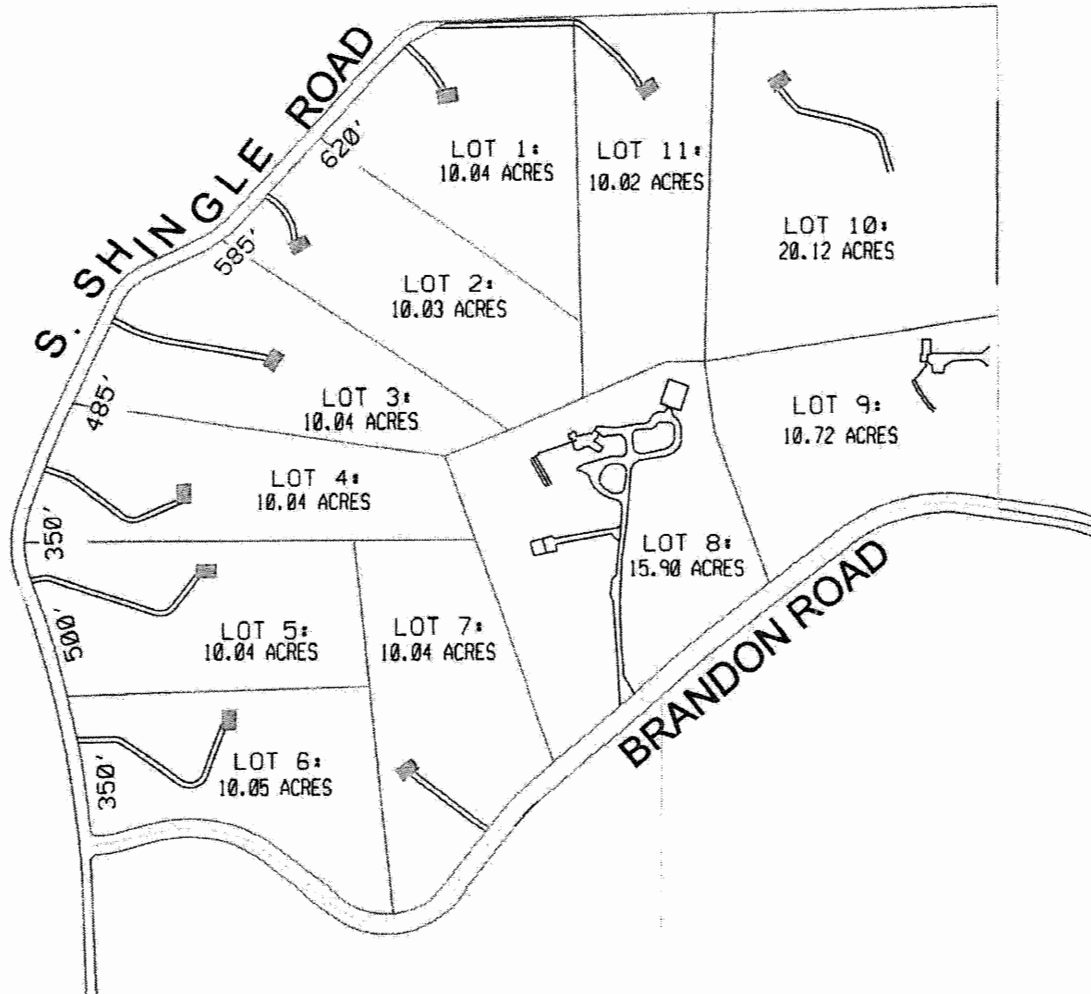 S. SHINGLE ROAD
620'
LOT 1:
10.04 ACRES
LOT 11:
10.02 ACRES
LOT 10:
20.12 ACRES
585'
LOT 2:
10.03 ACRES
485'
LOT 3:
10.04 ACRES
LOT 9:
10.72 ACRES
LOT 4:
10.04 ACRES
350'
LOT 8:
15.90 ACRES
500'
LOT 5:
10.04 ACRES
LOT 7:
10.04 ACRES
BRANDON ROAD
350'
LOT 6:
10.05 ACRES